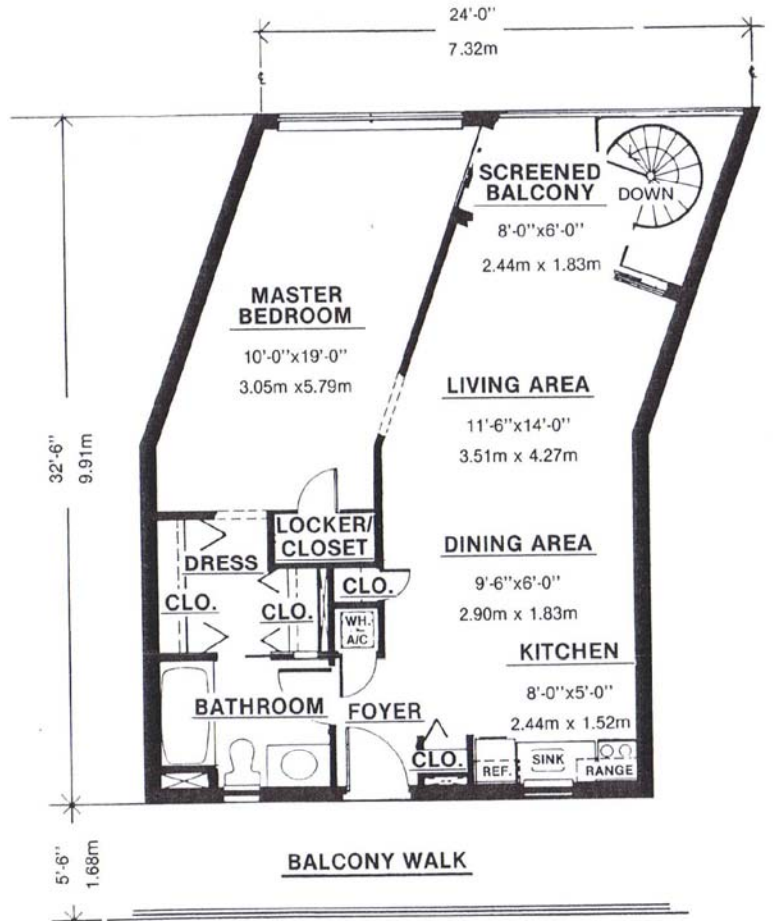 24'-0"
7.32m
SCREENED
BALCONY
DOWN
8'-0"x6'-0"
2.44m x 1.83m
MASTER
BEDROOM
10'-0"x19'-0"
3.05m x5.79m
LIVING AREA
11'-6"x14'-0"
3.51m x 4.27m
32'-6"
9.91m
LOCKER/
CLOSET
DRESS
DINING AREA
9'-6"x6'-0"
2.90m x 1.83m
CLO.
CLO.
CLO.
WH.
A/C
KITCHEN
8'-0"x5'-0"
2.44m x 1.52m
BATHROOM
FOYER
CLO.
REF.
SINK
RANGE
5'-6"
1.68m
BALCONY WALK